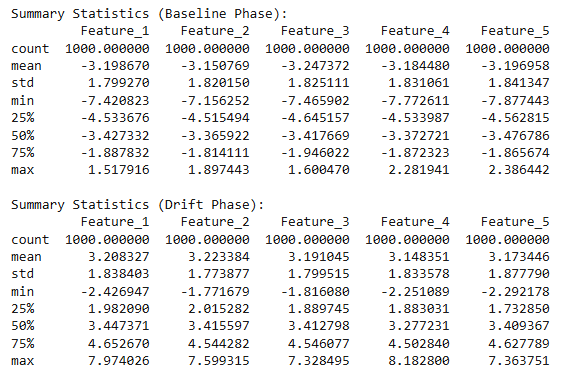 Summary Statistics (Baseline Phase):
Feature_1 Feature_2 Feature_3 Feature_4 Feature_5
count 1000.000000 1000.000000 1000.000000 1000.000000 1000.000000
mean -3.198670 -3.150769 -3.247372 -3.184480 -3.196958
std 1.799270 1.820150 1.825111 1.831061 1.841347
min -7.420823 -7.156252 -7.465902 -7.772611 -7.877443
25% -4.533676 -4.515494 -4.645157 -4.533987 -4.562815
50% -3.427332 -3.365922 -3.417669 -3.372721 -3.476786
75% -1.887832 -1.814111 -1.946022 -1.872323 -1.865674
max 1.517916 1.897443 1.600470 2.281941 2.386442
Summary Statistics (Drift Phase):
Feature_1 Feature_2 Feature_3 Feature_4 Feature_5
count 1000.000000 1000.000000 1000.000000 1000.000000 1000.000000
mean 3.208327 3.223384 3.191045 3.148351 3.173446
std 1.838403 1.773877 1.799515 1.833578 1.877790
min -2.426947 -1.771679 -1.816080 -2.251089 -2.292178
25% 1.982090 2.015282 1.889745 1.883031 1.732850
50% 3.447371 3.415597 3.412798 3.277231 3.409367
75% 4.652670 4.544282 4.546077 4.502840 4.627789
max 7.974026 7.599315 7.328495 8.182800 7.363751